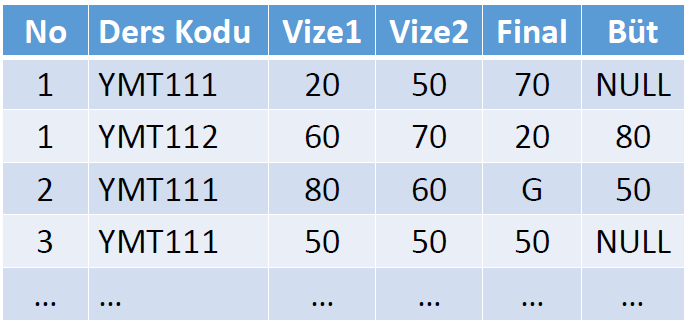 No Ders Kodu Vize1 Vize2 Final Büt
1 YMT111 20 50 70 NULL
1 YMT112 60 70 20 80
2 YMT111 80 60 G 50
3 YMT111 50 50 50 NULL
... ... ... ... ... ...